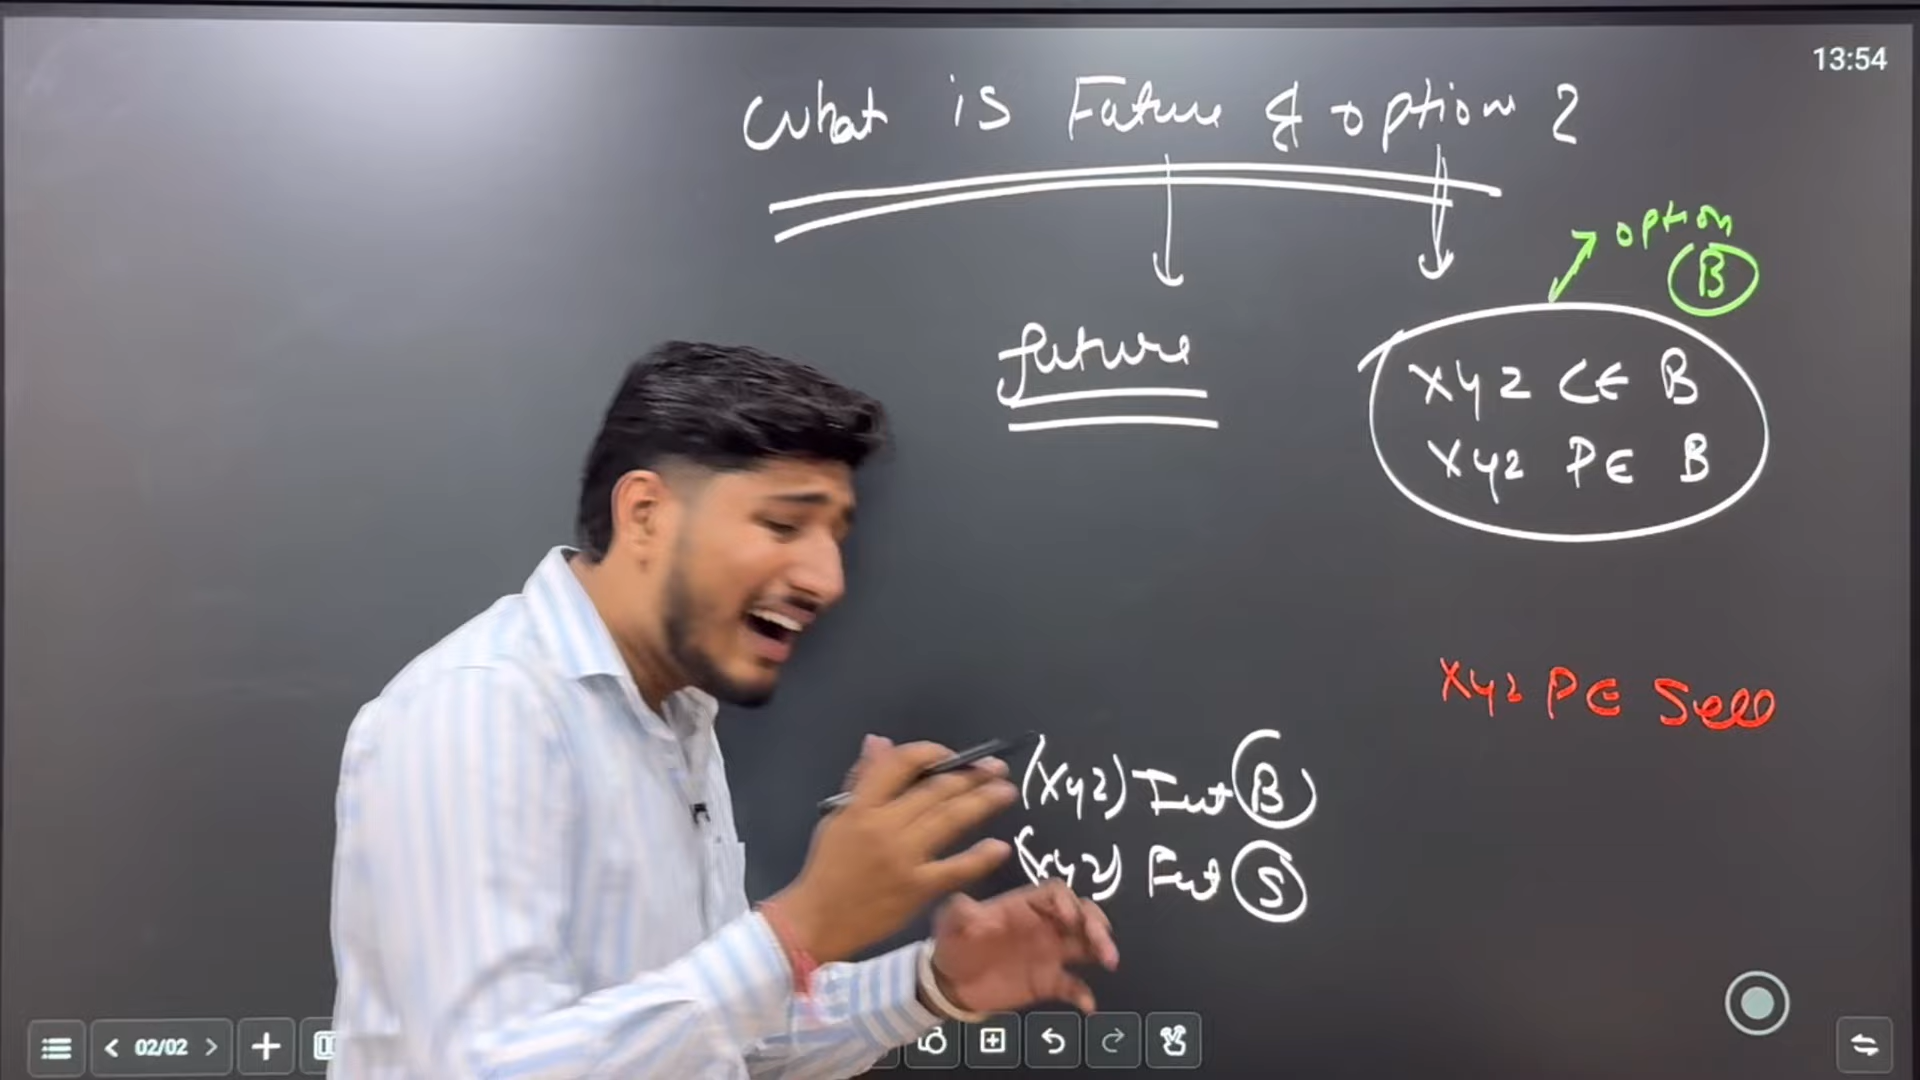 13:54
What is Future & option ?
option
B
future
xyz CE B
xyz PE B
xyz PE Sell
(xyz) Fut B
(xyz) Fut S
02/02